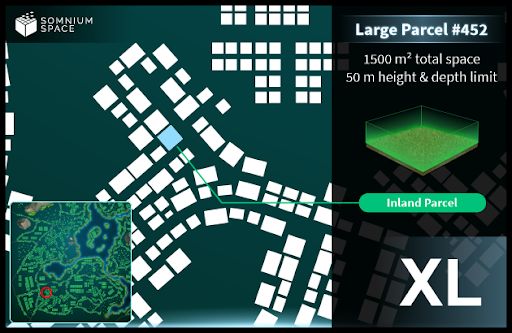 SOMNIUM
SPACE
Large Parcel #452
1500 m² total space
50 m height & depth limit
Inland Parcel
XL